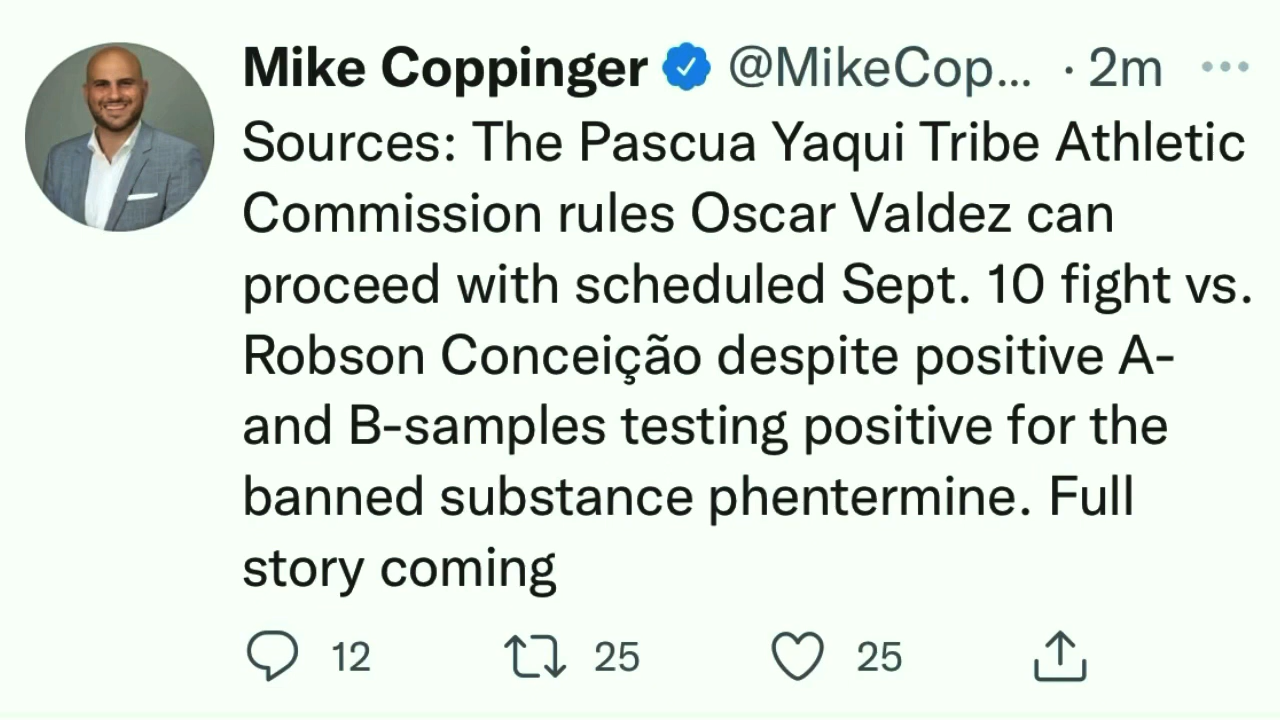 Mike Coppinger @MikeCop... · 2m ...
Sources: The Pascua Yaqui Tribe Athletic
Commission rules Oscar Valdez can
proceed with scheduled Sept. 10 fight vs.
Robson Conceição despite positive A-
and B-samples testing positive for the
banned substance phentermine. Full
story coming
12 25 25